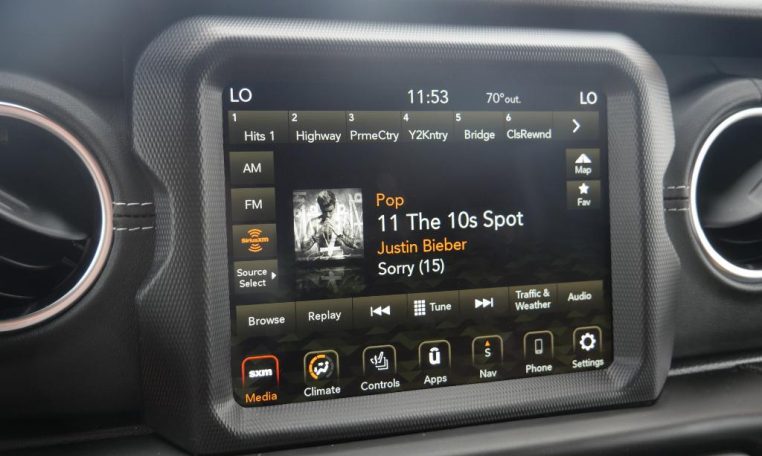 LO 11:53 70°out. LO
1 2 3 4 5 6
Hits 1 Highway PrmeCtry Y2Kntry Bridge ClsRewnd
AM
Map
FM
Fav
SiriusXM
Source
Select
Pop
11 The 10s Spot
Justin Bieber
Sorry (15)
Browse Replay Tune Traffic & Weather Audio
sxm
Media Climate Controls Apps Nav Phone Settings
S